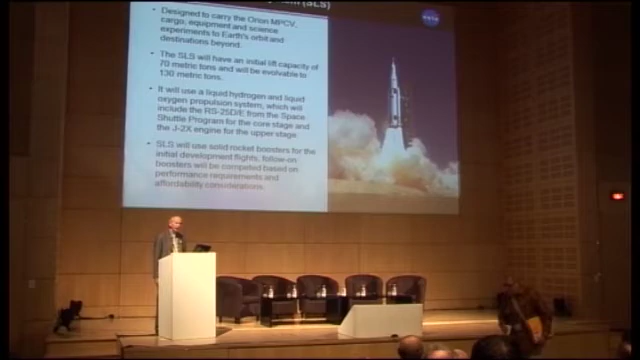 (SLS)
• Designed to carry the Orion MPCV,
cargo, equipment and science
experiments to Earth's orbit and
destinations beyond.
• The SLS will have an initial lift capacity of
70 metric tons and will be evolvable to
130 metric tons.
• It will use a liquid hydrogen and liquid
oxygen propulsion system, which will
include the RS-25D/E from the Space
Shuttle Program for the core stage and
the J-2X engine for the upper stage.
• SLS will use solid rocket boosters for the
initial development flights, follow-on
boosters will be competed based on
performance requirements and
affordability considerations.
NASA